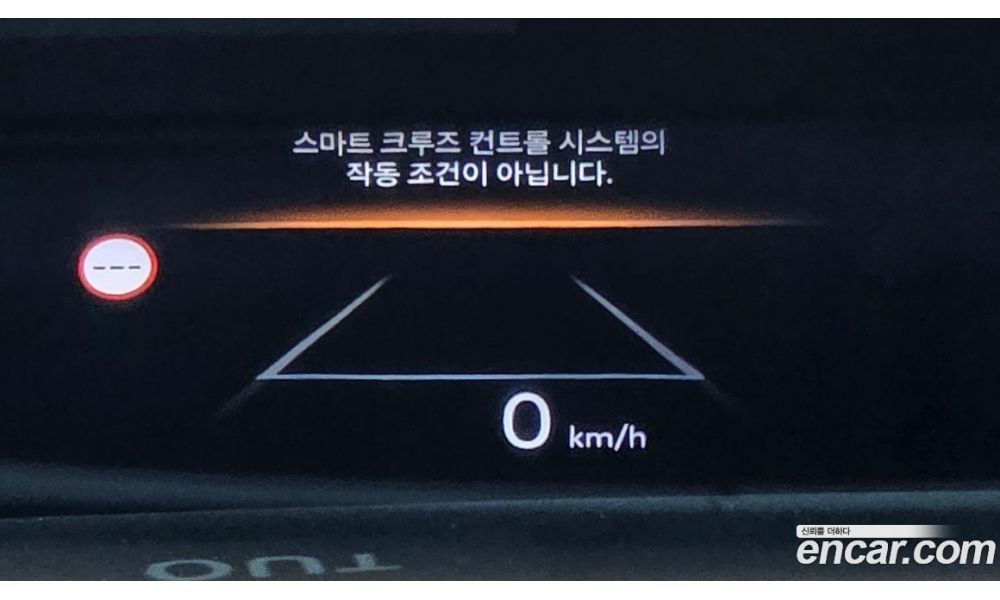 스마트 크루즈 컨트롤 시스템의
작동 조건이 아닙니다.
---
0 km/h
신뢰를 더하다
encar.com